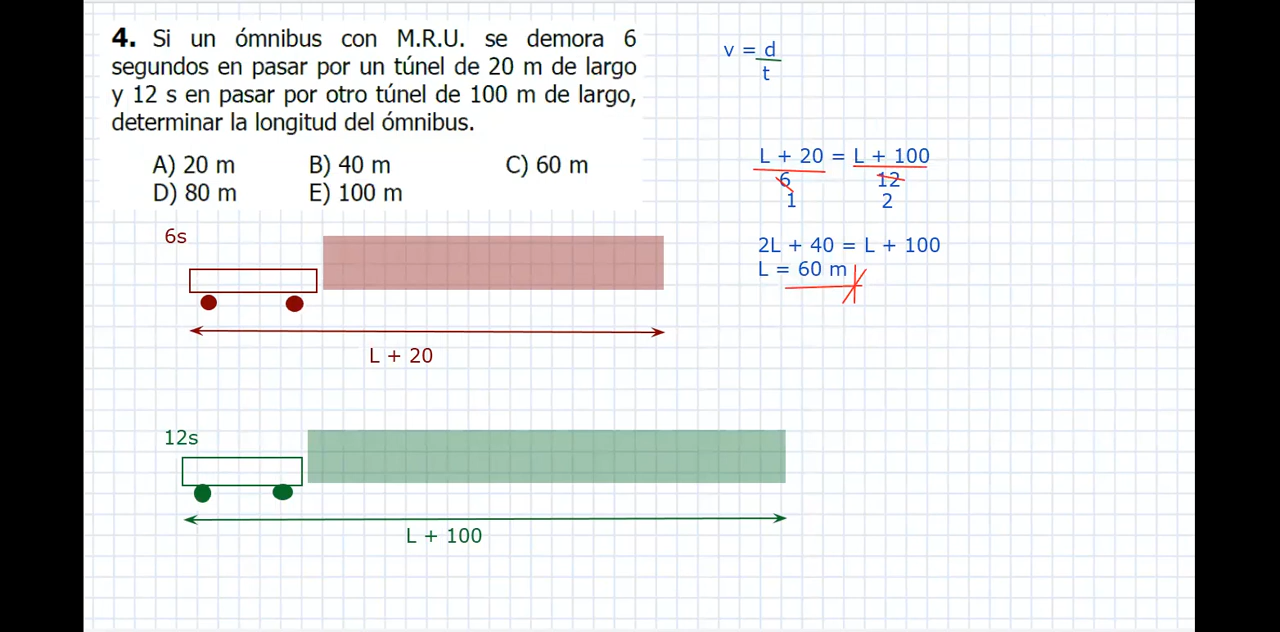 4. Si un ómnibus con M.R.U. se demora 6
segundos en pasar por un túnel de 20 m de largo
y 12 s en pasar por otro túnel de 100 m de largo,
determinar la longitud del ómnibus.
A) 20 m B) 40 m C) 60 m
D) 80 m E) 100 m
v = d
t
L + 20 = L + 100
6 12
1 2
2L + 40 = L + 100
L = 60 m
6s
L + 20
12s
L + 100